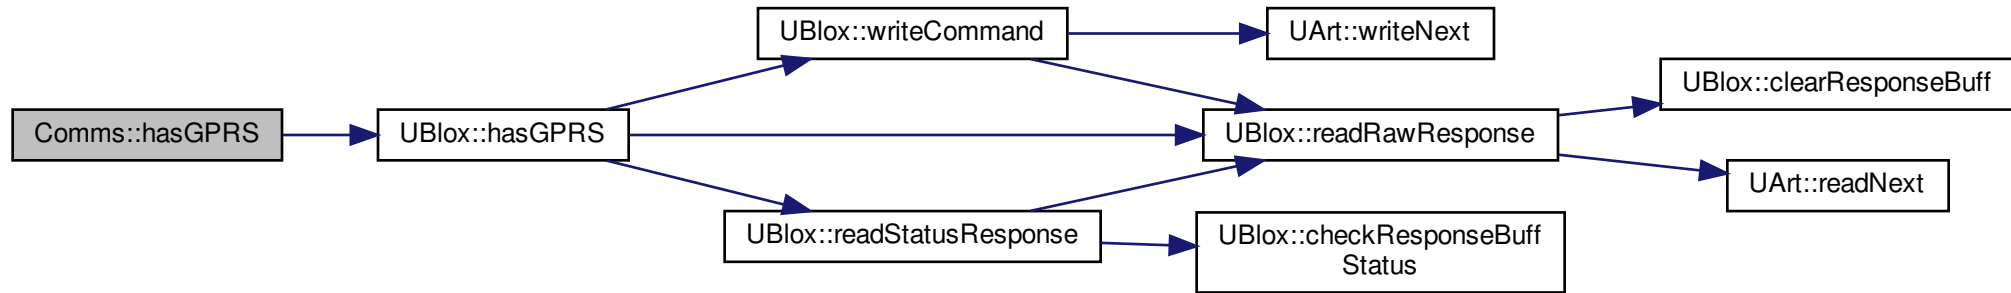 UBlox::writeCommand
UArt::writeNext
UBlox::clearResponseBuff
Comms::hasGPRS
UBlox::hasGPRS
UBlox::readRawResponse
UArt::readNext
UBlox::readStatusResponse
UBlox::checkResponseBuff
Status